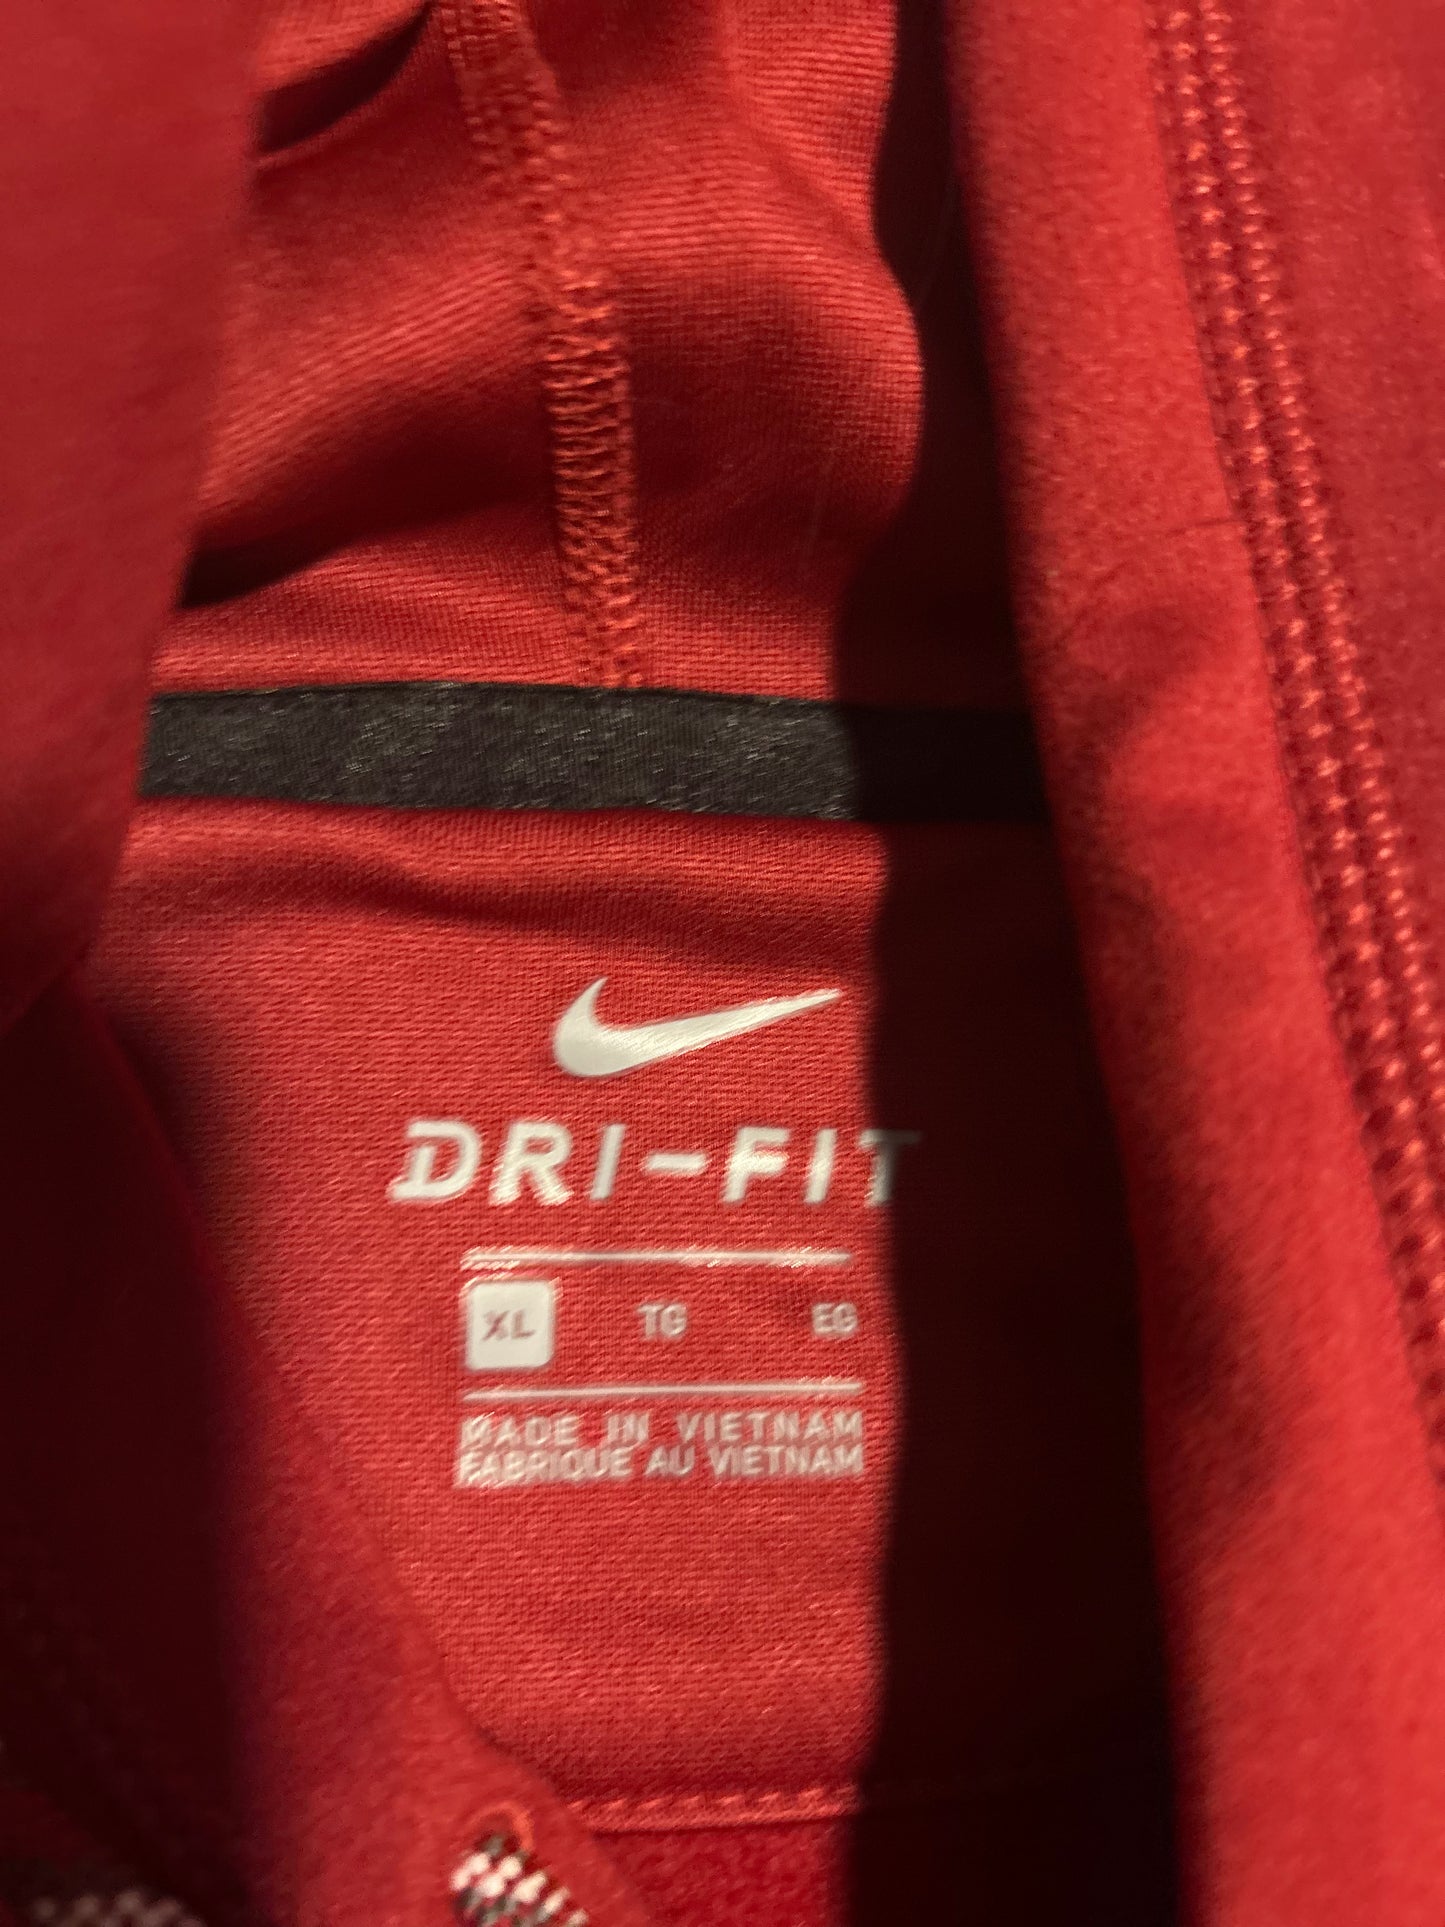 DRI-FIT
XL TG EG
MADE IN VIETNAM
FABRIQUE AU VIETNAM